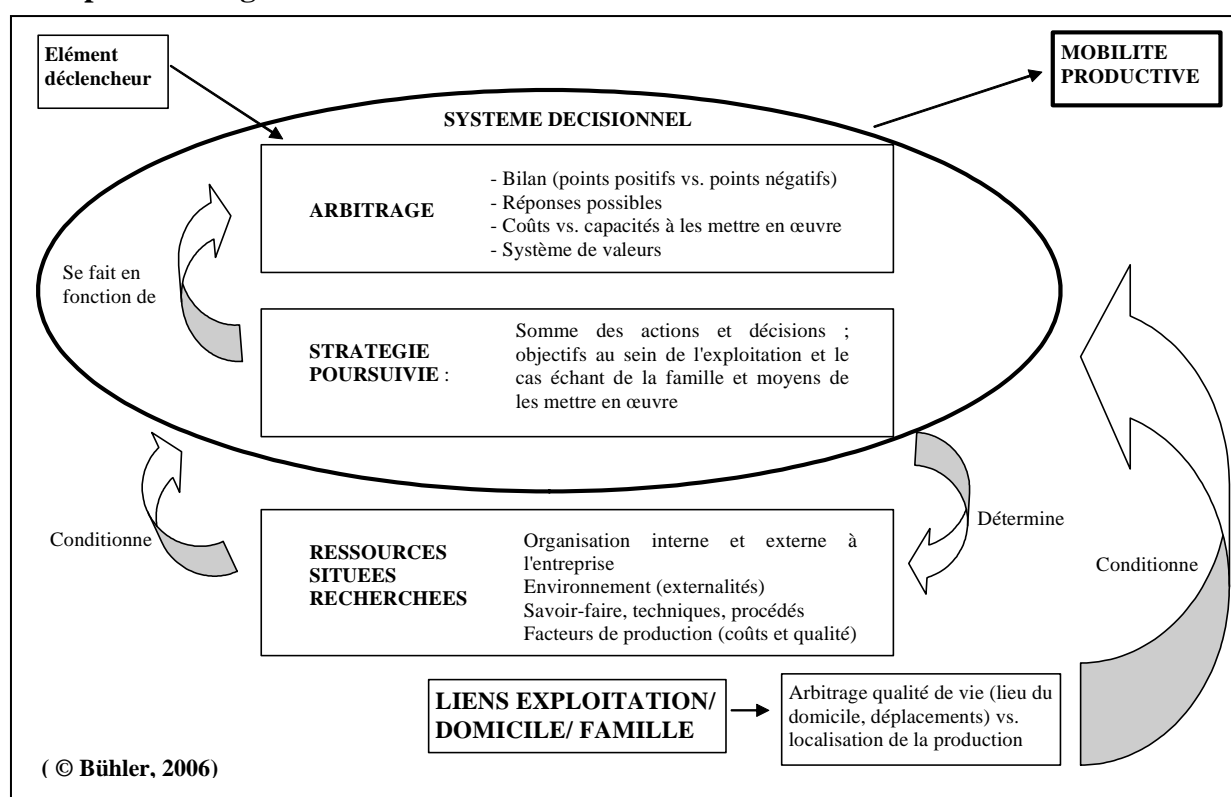 Elément
déclencheur
MOBILITE
PRODUCTIVE
SYSTEME DECISIONNEL
ARBITRAGE
- Bilan (points positifs vs. points négatifs)
- Réponses possibles
- Coûts vs. capacités à les mettre en œuvre
- Système de valeurs
Se fait en
fonction de
STRATEGIE
POURSUIVIE :
Somme des actions et décisions ;
objectifs au sein de l'exploitation et le
cas échant de la famille et moyens de
les mettre en œuvre
Conditionne
Détermine
Conditionne
RESSOURCES
SITUEES
RECHERCHEES
Organisation interne et externe à
l'entreprise
Environnement (externalités)
Savoir-faire, techniques, procédés
Facteurs de production (coûts et qualité)
LIENS EXPLOITATION/
DOMICILE/ FAMILLE
Arbitrage qualité de vie (lieu du
domicile, déplacements) vs.
localisation de la production
( © Bühler, 2006)